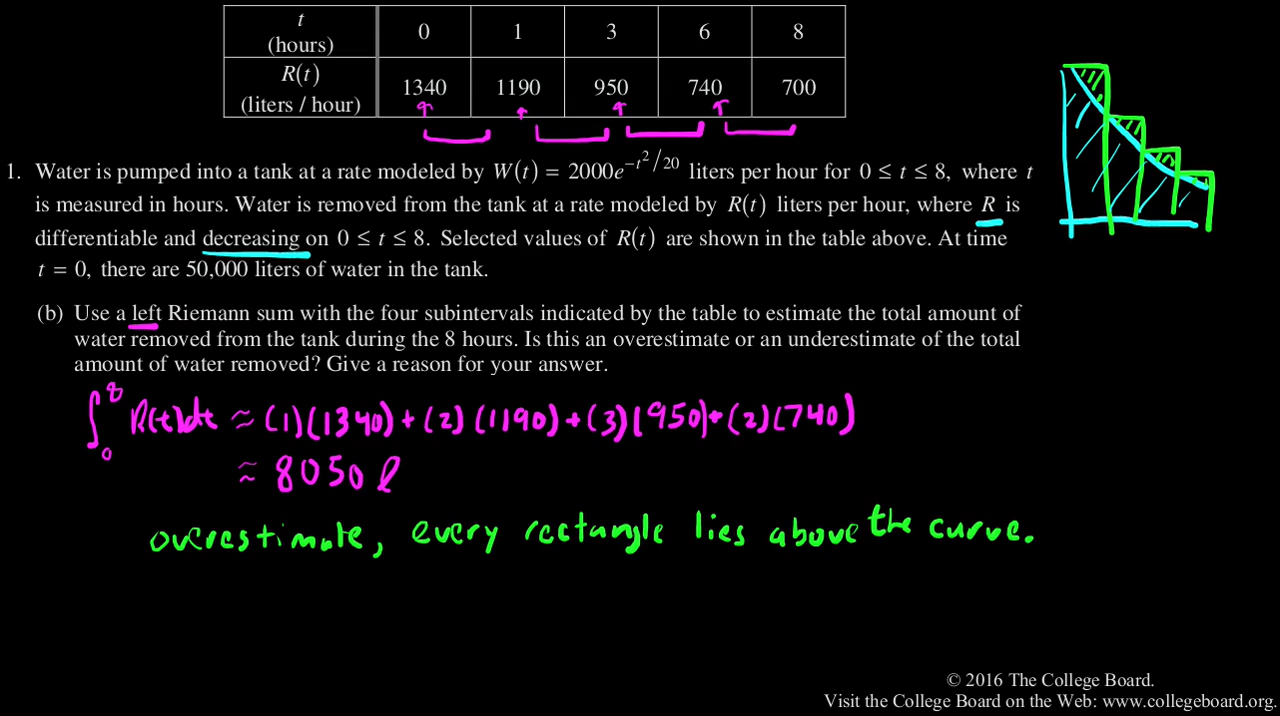 t
(hours) 0 1 3 6 8
R(t)
(liters / hour) 1340 1190 950 740 700
1. Water is pumped into a tank at a rate modeled by W(t) = 2000e^{-t^2/20} liters per hour for 0 ≤ t ≤ 8, where t
is measured in hours. Water is removed from the tank at a rate modeled by R(t) liters per hour, where R is
differentiable and decreasing on 0 ≤ t ≤ 8. Selected values of R(t) are shown in the table above. At time
t = 0, there are 50,000 liters of water in the tank.
(b) Use a left Riemann sum with the four subintervals indicated by the table to estimate the total amount of
water removed from the tank during the 8 hours. Is this an overestimate or an underestimate of the total
amount of water removed? Give a reason for your answer.
∫_0^8 R(t)dt ≈ (1)(1340)+(2)(1190)+(3)(950)+(2)(740)
≈ 8050 ℓ
overestimate, every rectangle lies above the curve.
© 2016 The College Board.
Visit the College Board on the Web: www.collegeboard.org.